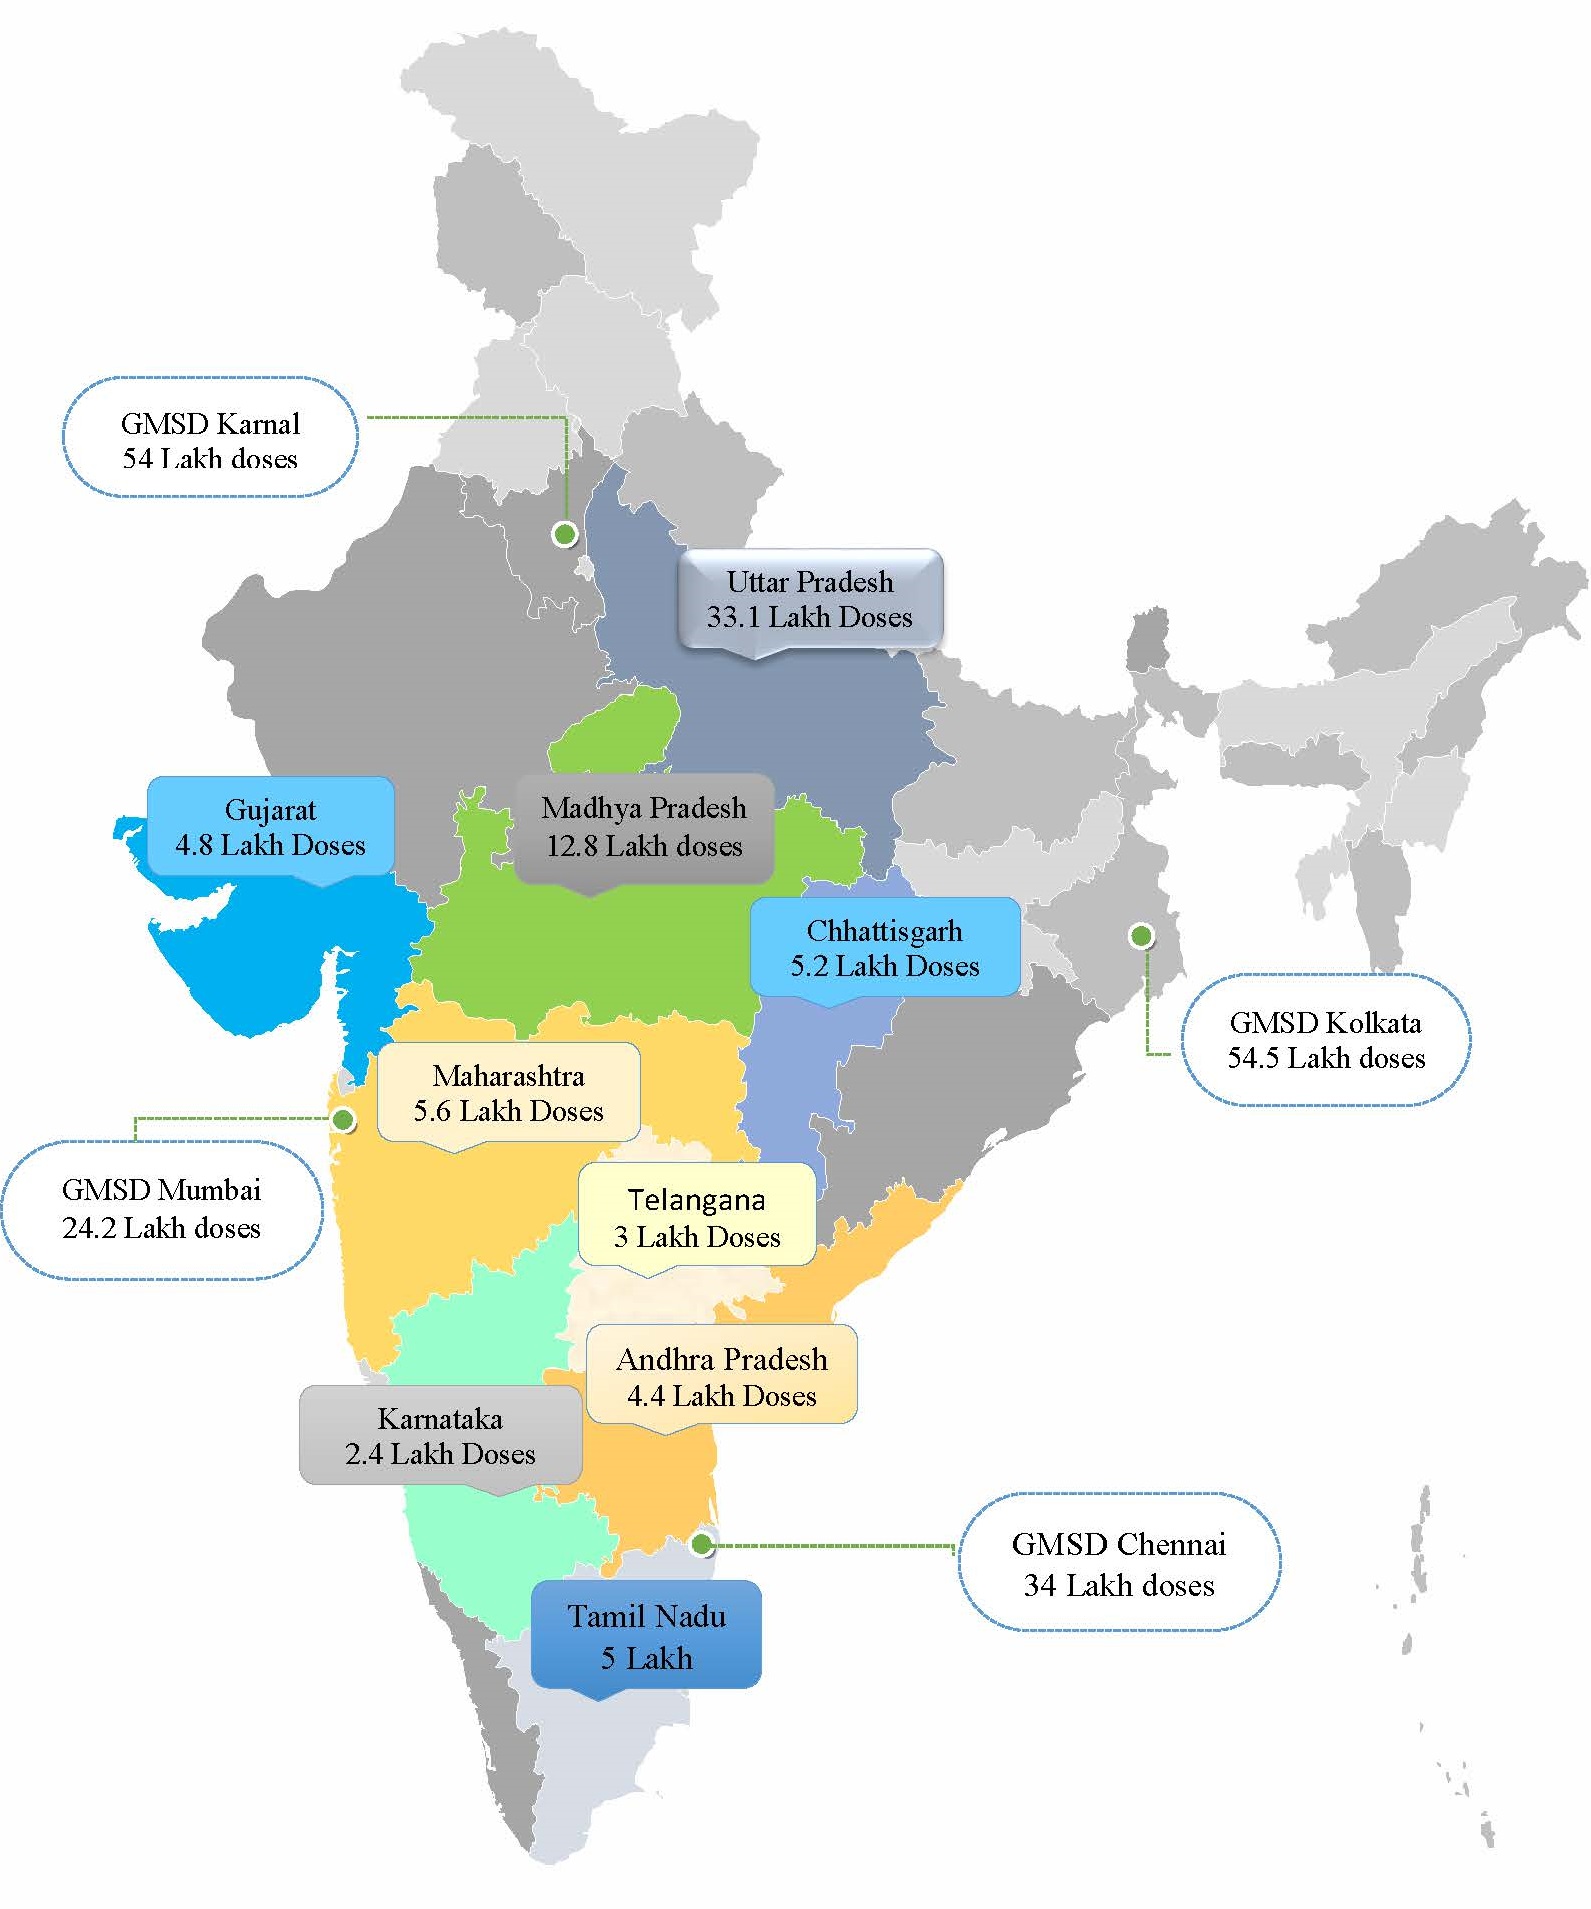 GMSD Karnal
54 Lakh doses
Uttar Pradesh
33.1 Lakh Doses
Gujarat
4.8 Lakh Doses
Madhya Pradesh
12.8 Lakh doses
Chhattisgarh
5.2 Lakh Doses
GMSD Kolkata
54.5 Lakh doses
Maharashtra
5.6 Lakh Doses
GMSD Mumbai
24.2 Lakh doses
Telangana
3 Lakh Doses
Andhra Pradesh
4.4 Lakh Doses
Karnataka
2.4 Lakh Doses
GMSD Chennai
34 Lakh doses
Tamil Nadu
5 Lakh